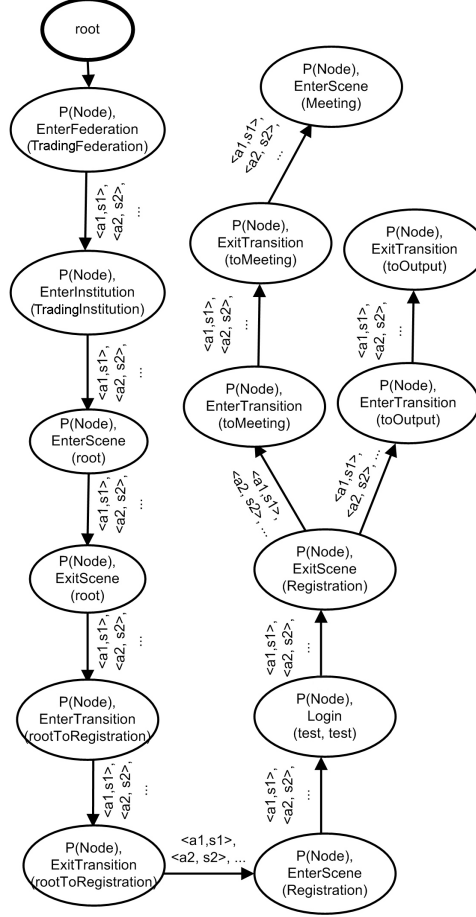 root
P(Node),
EnterFederation
(TradingFederation)
<a1,s1>,
<a2, s2>,
...
P(Node),
EnterInstitution
(TradingInstitution)
<a1,s1>,
<a2, s2>,
...
P(Node),
EnterScene
(root)
<a1,s1>,
<a2, s2>,
...
P(Node),
ExitScene
(root)
<a1,s1>,
<a2, s2>,
...
P(Node),
EnterTransition
(rootToRegistration)
<a1,s1>,
<a2, s2>,
...
P(Node),
ExitTransition
(rootToRegistration)
<a1,s1>,
<a2, s2>, ...
P(Node),
EnterScene
(Registration)
<a1,s1>,
<a2, s2>,
...
P(Node),
Login
(test, test)
<a1,s1>,
<a2, s2>,
...
P(Node),
ExitScene
(Registration)
<a1,s1>,
<a2, s2>, ...
P(Node),
EnterTransition
(toMeeting)
<a1,s1>,
<a2, s2>,
...
P(Node),
ExitTransition
(toMeeting)
<a1,s1>,
<a2, s2>,
...
P(Node),
EnterScene
(Meeting)
<a1,s1>,
<a2, s2>, ...
P(Node),
EnterTransition
(toOutput)
<a1,s1>,
<a2, s2>,
...
P(Node),
ExitTransition
(toOutput)